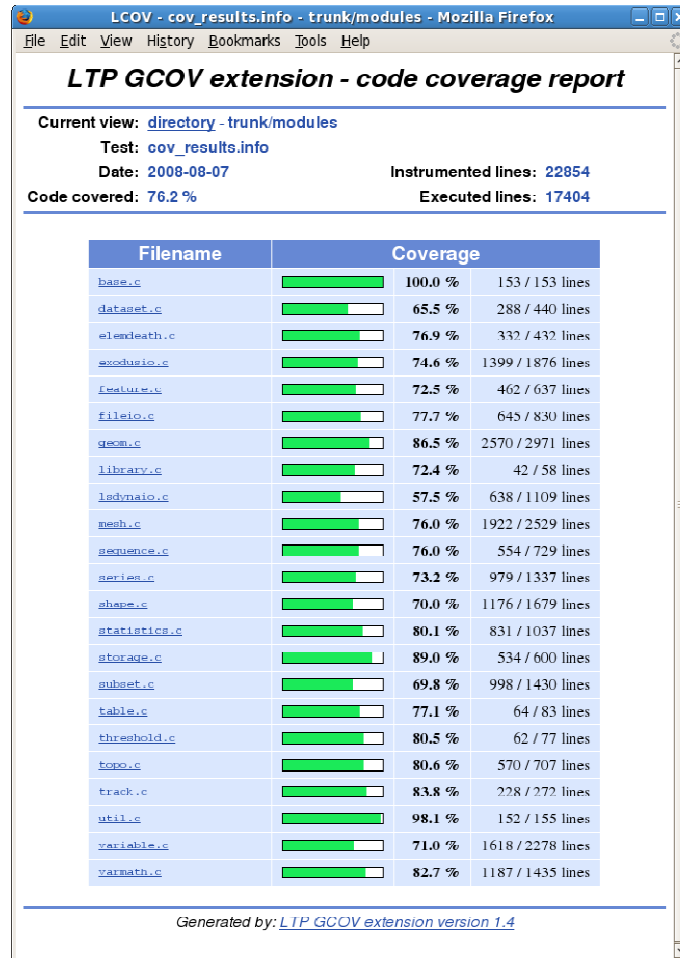 LCOV - cov_results.info - trunk/modules - Mozilla Firefox
File Edit View History Bookmarks Tools Help
LTP GCOV extension - code coverage report
Current view: directory - trunk/modules
Test: cov_results.info
Date: 2008-08-07 Instrumented lines: 22854
Code covered: 76.2 % Executed lines: 17404
Filename Coverage
base.c 100.0 % 153 / 153 lines
dataset.c 65.5 % 288 / 440 lines
elemdeath.c 76.9 % 332 / 432 lines
exodusio.c 74.6 % 1399 / 1876 lines
feature.c 72.5 % 462 / 637 lines
fileio.c 77.7 % 645 / 830 lines
geom.c 86.5 % 2570 / 2971 lines
library.c 72.4 % 42 / 58 lines
lsdynaio.c 57.5 % 638 / 1109 lines
mesh.c 76.0 % 1922 / 2529 lines
sequence.c 76.0 % 554 / 729 lines
series.c 73.2 % 979 / 1337 lines
shape.c 70.0 % 1176 / 1679 lines
statistics.c 80.1 % 831 / 1037 lines
storage.c 89.0 % 534 / 600 lines
subset.c 69.8 % 998 / 1430 lines
table.c 77.1 % 64 / 83 lines
threshold.c 80.5 % 62 / 77 lines
topo.c 80.6 % 570 / 707 lines
track.c 83.8 % 228 / 272 lines
util.c 98.1 % 152 / 155 lines
variable.c 71.0 % 1618 / 2278 lines
varmath.c 82.7 % 1187 / 1435 lines
Generated by: LTP GCOV extension version 1.4